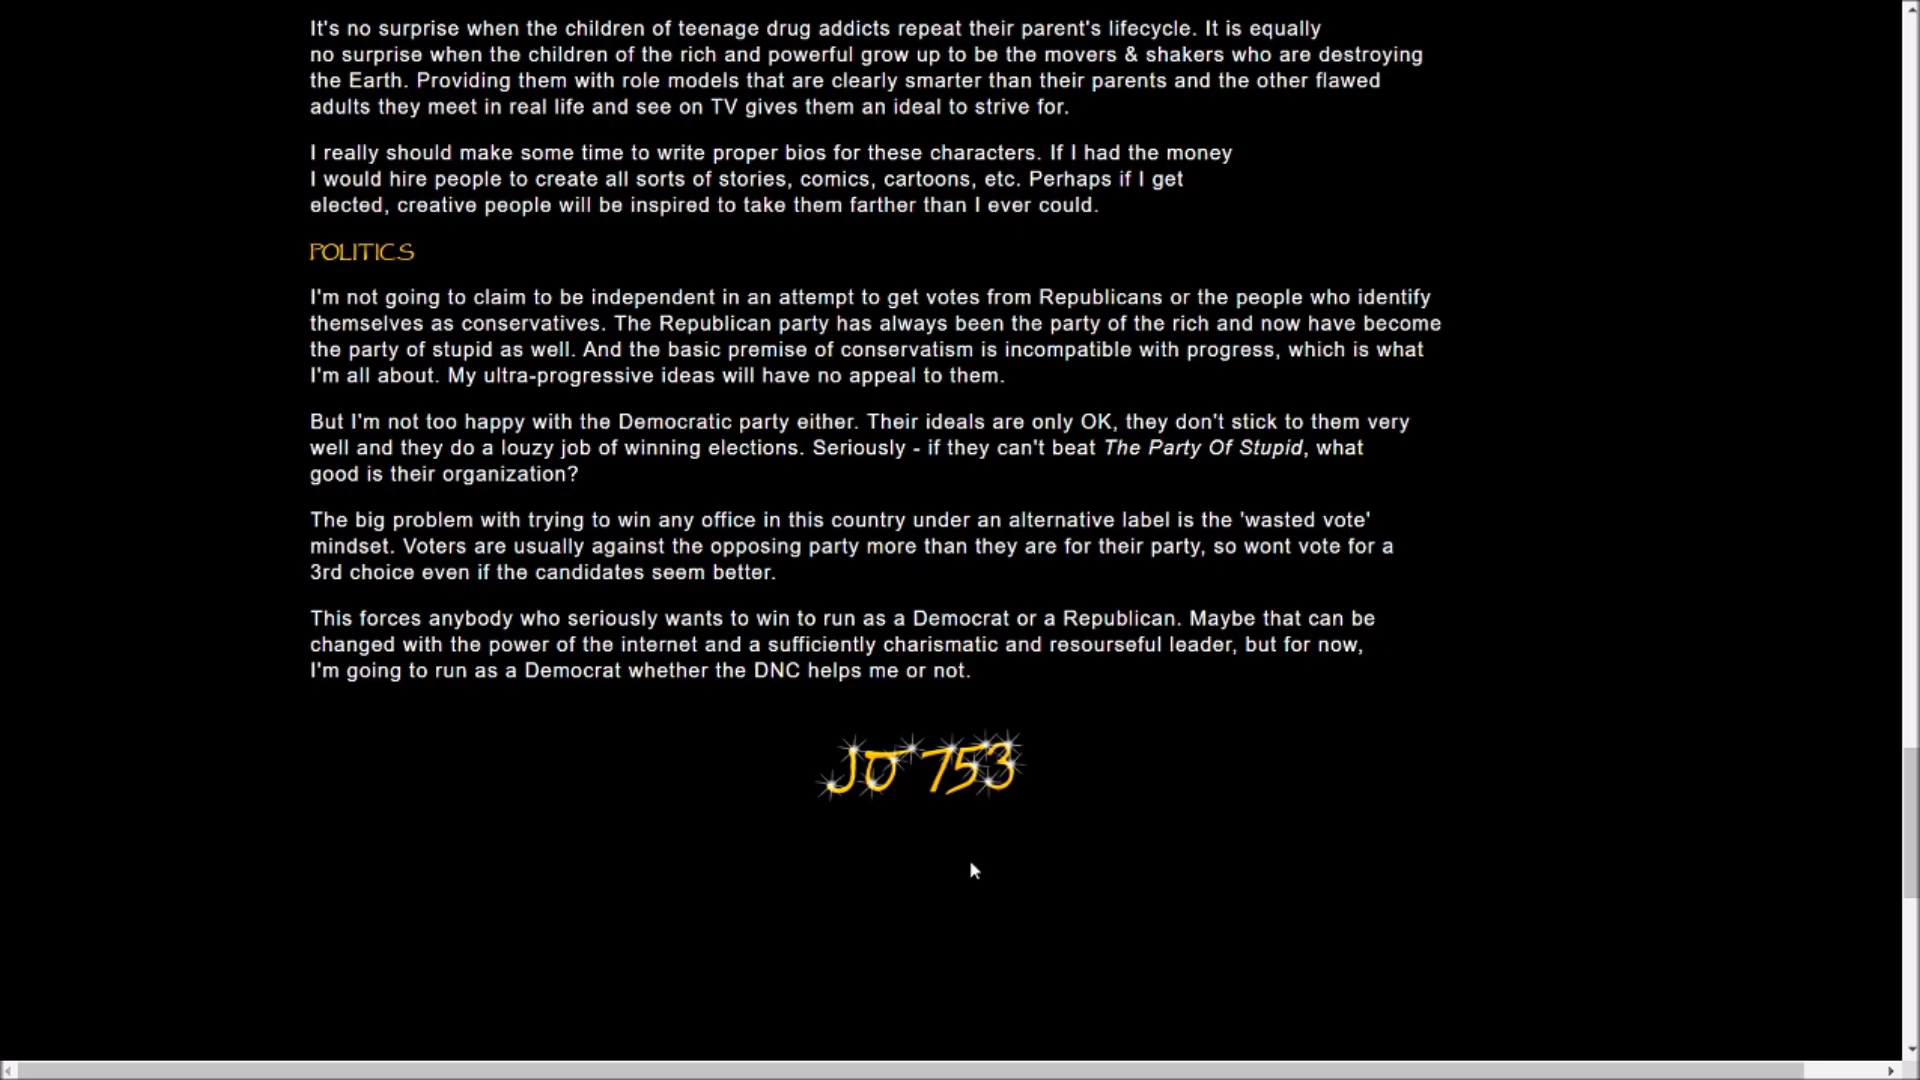 It's no surprise when the children of teenage drug addicts repeat their parent's lifecycle. It is equally
no surprise when the children of the rich and powerful grow up to be the movers & shakers who are destroying
the Earth. Providing them with role models that are clearly smarter than their parents and the other flawed
adults they meet in real life and see on TV gives them an ideal to strive for.
I really should make some time to write proper bios for these characters. If I had the money
I would hire people to create all sorts of stories, comics, cartoons, etc. Perhaps if I get
elected, creative people will be inspired to take them farther than I ever could.
POLITICS
I'm not going to claim to be independent in an attempt to get votes from Republicans or the people who identify
themselves as conservatives. The Republican party has always been the party of the rich and now have become
the party of stupid as well. And the basic premise of conservatism is incompatible with progress, which is what
I'm all about. My ultra-progressive ideas will have no appeal to them.
But I'm not too happy with the Democratic party either. Their ideals are only OK, they don't stick to them very
well and they do a louzy job of winning elections. Seriously - if they can't beat The Party Of Stupid, what
good is their organization?
The big problem with trying to win any office in this country under an alternative label is the 'wasted vote'
mindset. Voters are usually against the opposing party more than they are for their party, so wont vote for a
3rd choice even if the candidates seem better.
This forces anybody who seriously wants to win to run as a Democrat or a Republican. Maybe that can be
changed with the power of the internet and a sufficiently charismatic and resourseful leader, but for now,
I'm going to run as a Democrat whether the DNC helps me or not.
JO 753